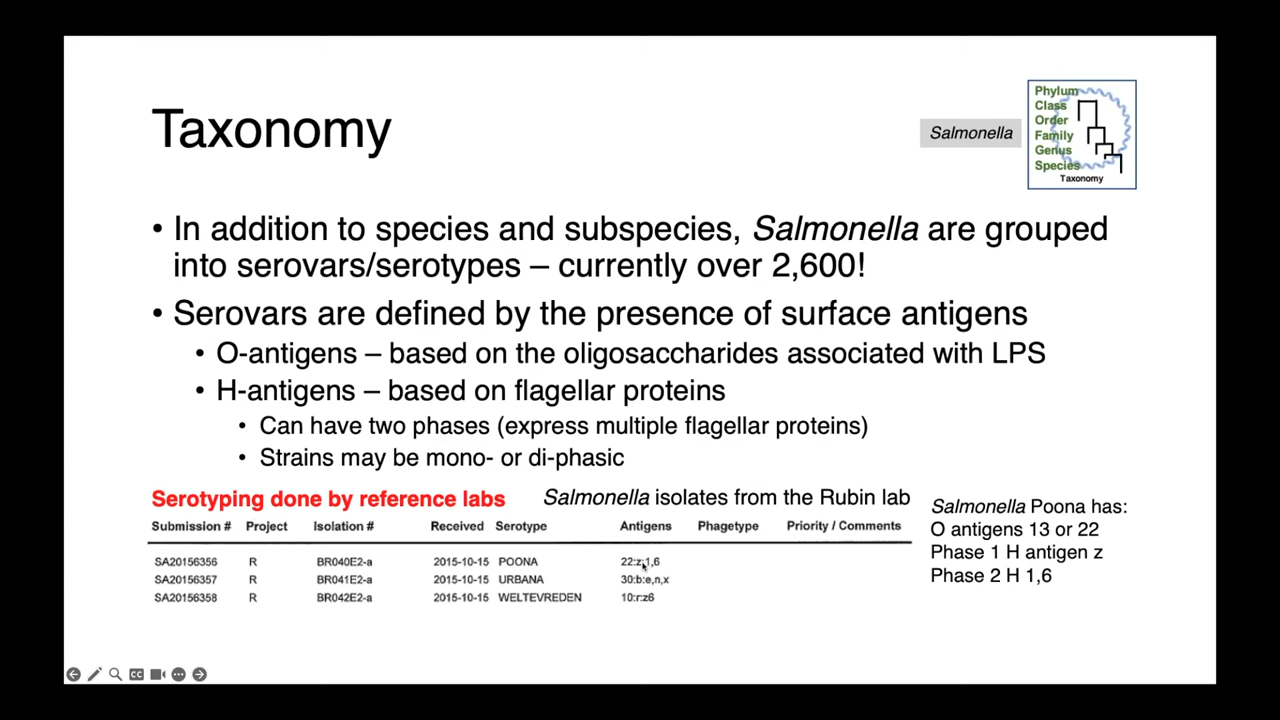 Taxonomy
Salmonella
Phylum
Class
Order
Family
Genus
Species
Taxonomy
• In addition to species and subspecies, Salmonella are grouped
into serovars/serotypes – currently over 2,600!
• Serovars are defined by the presence of surface antigens
• O-antigens – based on the oligosaccharides associated with LPS
• H-antigens – based on flagellar proteins
• Can have two phases (express multiple flagellar proteins)
• Strains may be mono- or di-phasic
Serotyping done by reference labs
Salmonella isolates from the Rubin lab
Submission # Project Isolation # Received Serotype Antigens Phagetype Priority / Comments
SA20156356 R BR040E2-a 2015-10-15 POONA 22:z:1,6
SA20156357 R BR041E2-a 2015-10-15 URBANA 30:b:e,n,x
SA20156358 R BR042E2-a 2015-10-15 WELTEVREDEN 10:r:z6
Salmonella Poona has:
O antigens 13 or 22
Phase 1 H antigen z
Phase 2 H 1,6
CC